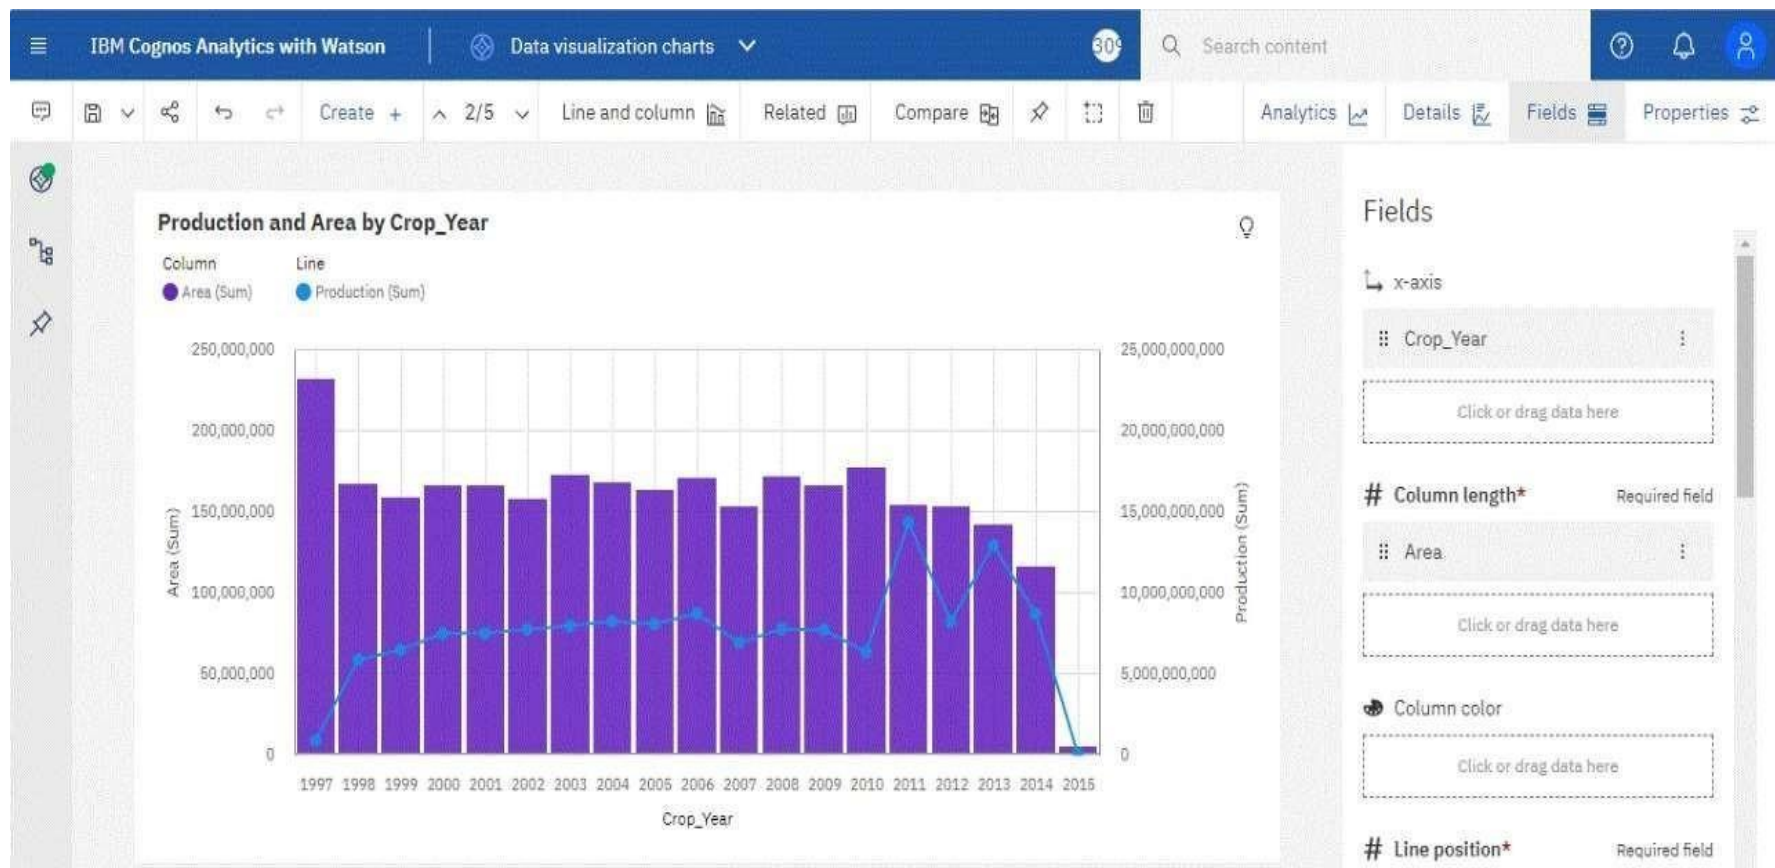 IBM Cognos Analytics with Watson
Data visualization charts
Search content
Create +
2/5
Line and column
Related
Compare
Analytics
Details
Fields
Properties
Production and Area by Crop_Year
Column
Line
Area (Sum)
Production (Sum)
250,000,000
200,000,000
150,000,000
100,000,000
50,000,000
0
Area (Sum)
25,000,000,000
20,000,000,000
15,000,000,000
10,000,000,000
5,000,000,000
0
Production (Sum)
1997 1998 1999 2000 2001 2002 2003 2004 2005 2006 2007 2008 2009 2010 2011 2012 2013 2014 2015
Crop_Year
Fields
x-axis
Crop_Year
Click or drag data here
# Column length* Required field
Area
Click or drag data here
Column color
Click or drag data here
# Line position* Required field